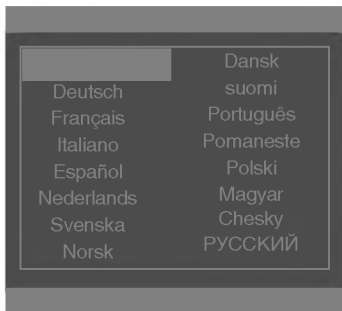 Deutsch
Français
Italiano
Español
Nederlands
Svenska
Norsk
Dansk
suomi
Português
Pomaneste
Polski
Magyar
Chesky
РУССКИЙ